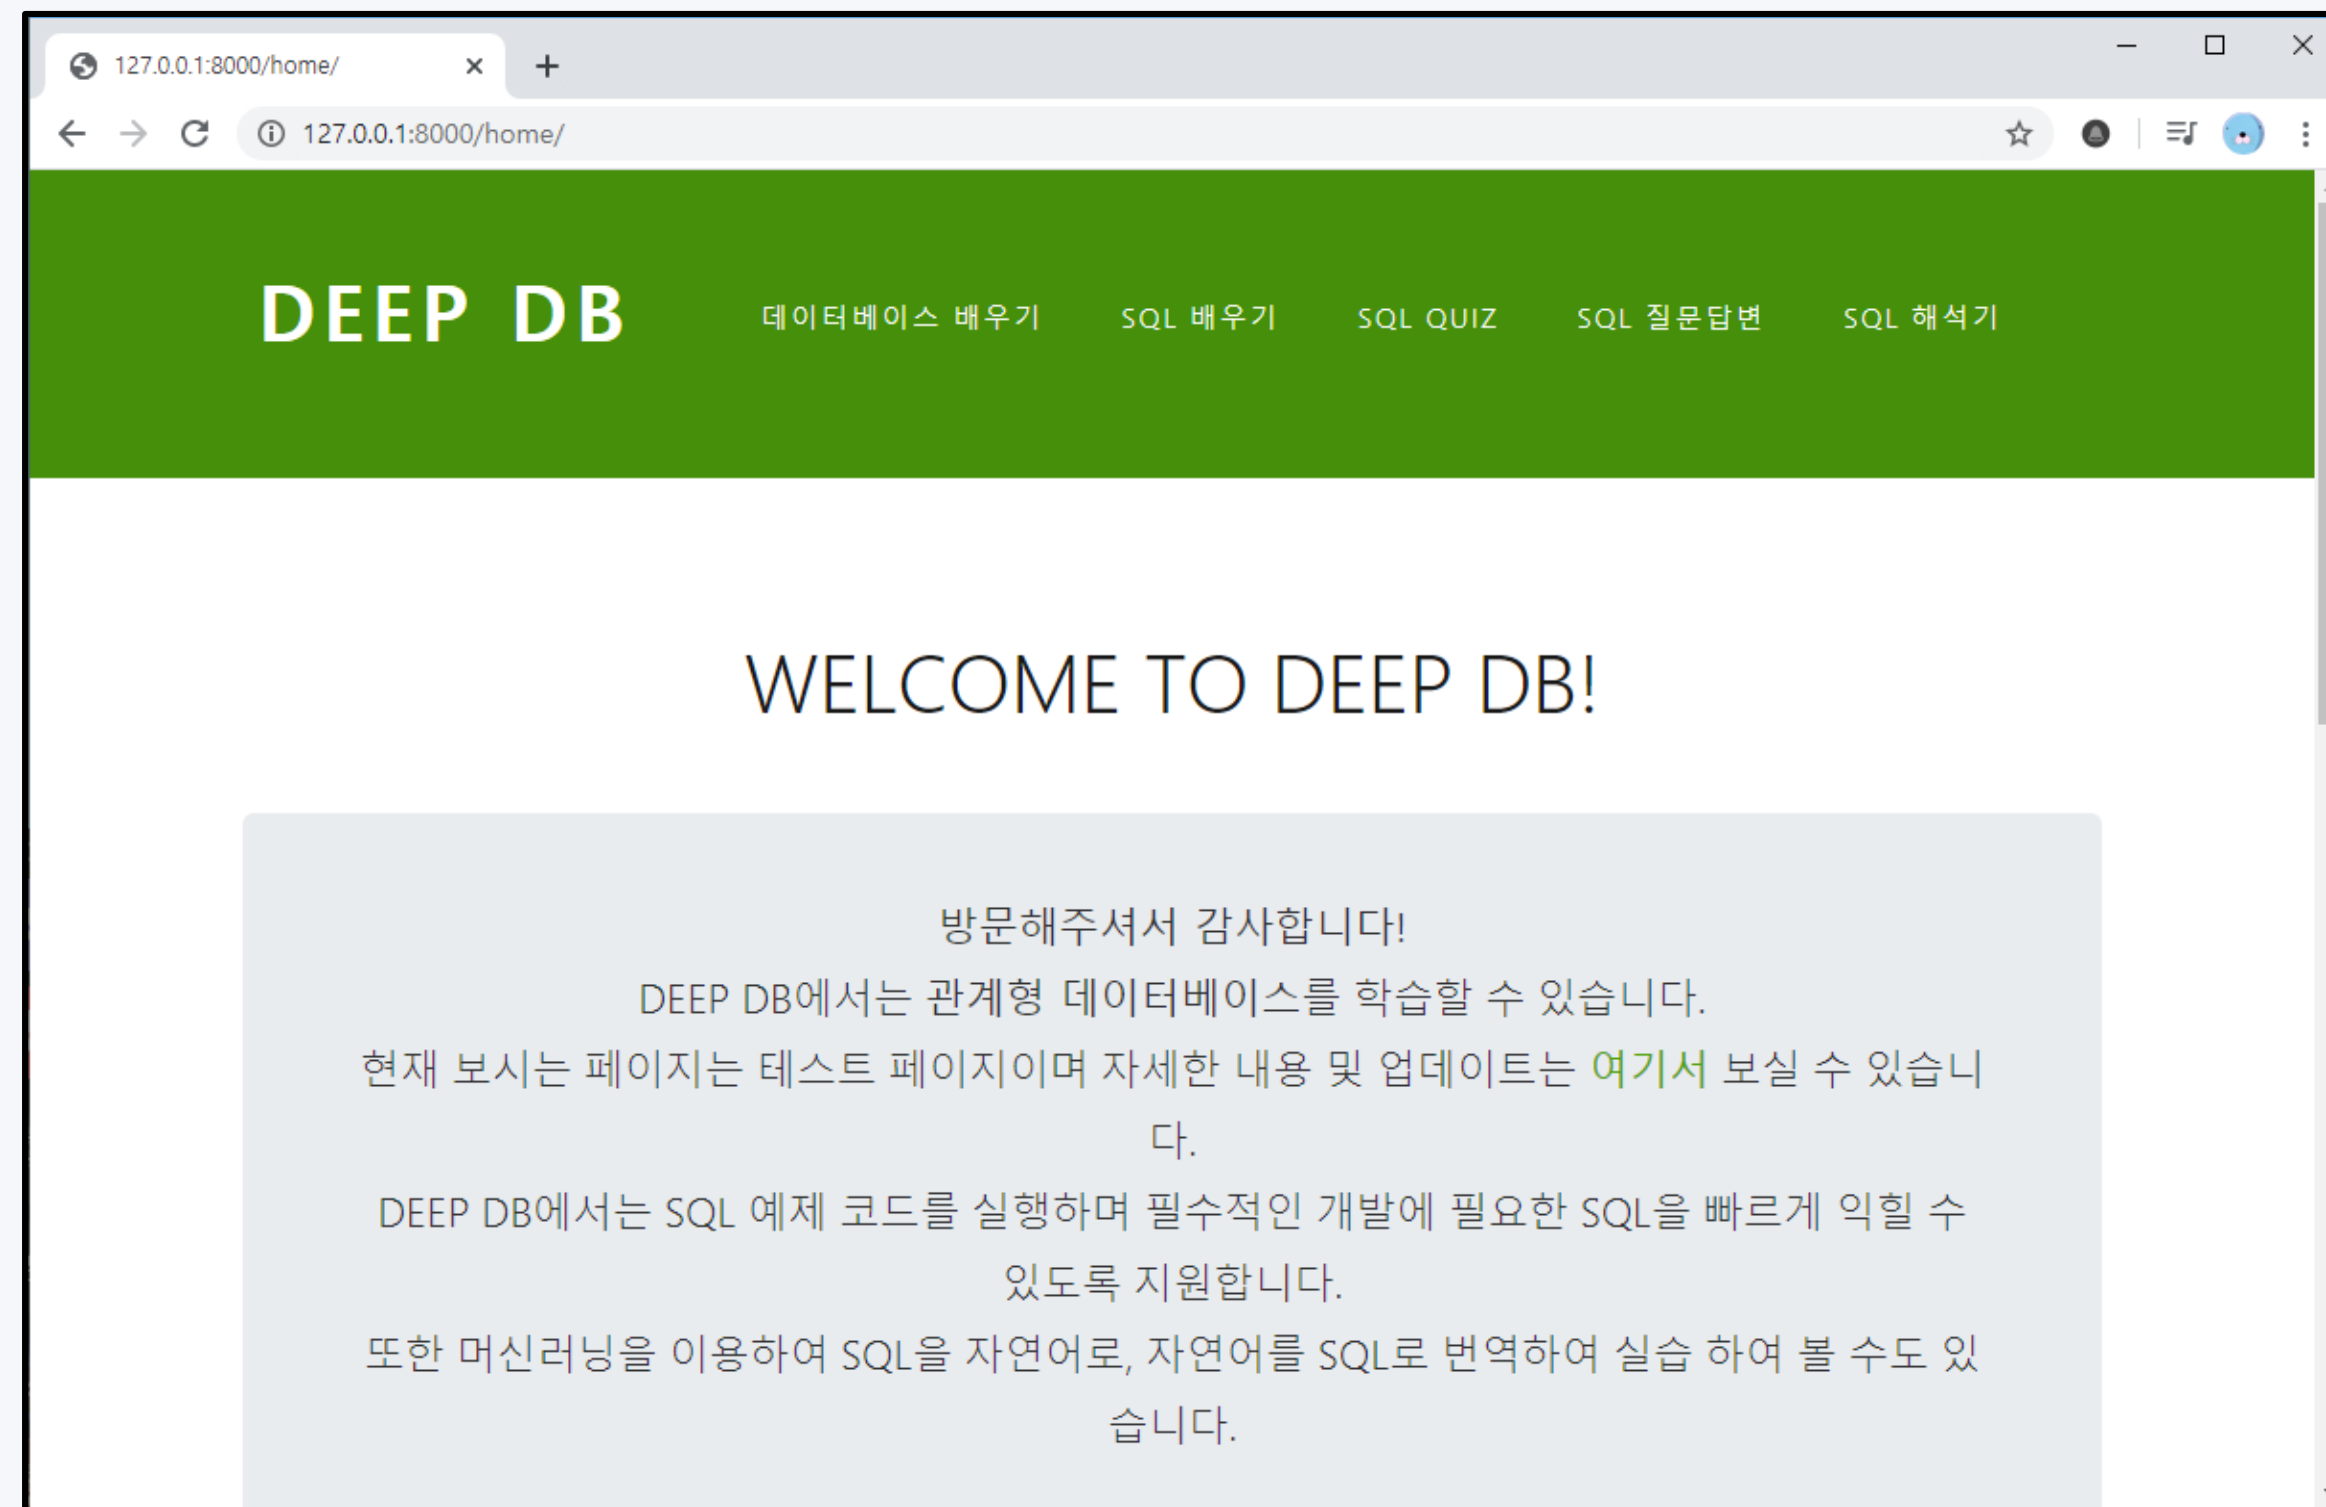 127.0.0.1:8000/home/
127.0.0.1:8000/home/
DEEP DB 데이터베이스 배우기 SQL 배우기 SQL QUIZ SQL 질문답변 SQL 해석기
WELCOME TO DEEP DB!
방문해주셔서 감사합니다!
DEEP DB에서는 관계형 데이터베이스를 학습할 수 있습니다.
현재 보시는 페이지는 테스트 페이지이며 자세한 내용 및 업데이트는 여기서 보실 수 있습니
다.
DEEP DB에서는 SQL 예제 코드를 실행하며 필수적인 개발에 필요한 SQL을 빠르게 익힐 수
있도록 지원합니다.
또한 머신러닝을 이용하여 SQL을 자연어로, 자연어를 SQL로 번역하여 실습 하여 볼 수도 있
습니다.